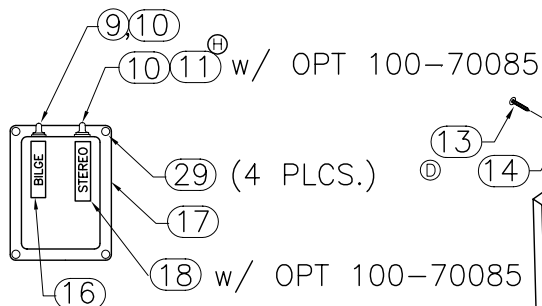 9,10
H
10 11 w/ OPT 100-70085
13
BILGE
STEREO
29 (4 PLCS.)
D
14
17
18 w/ OPT 100-70085
16